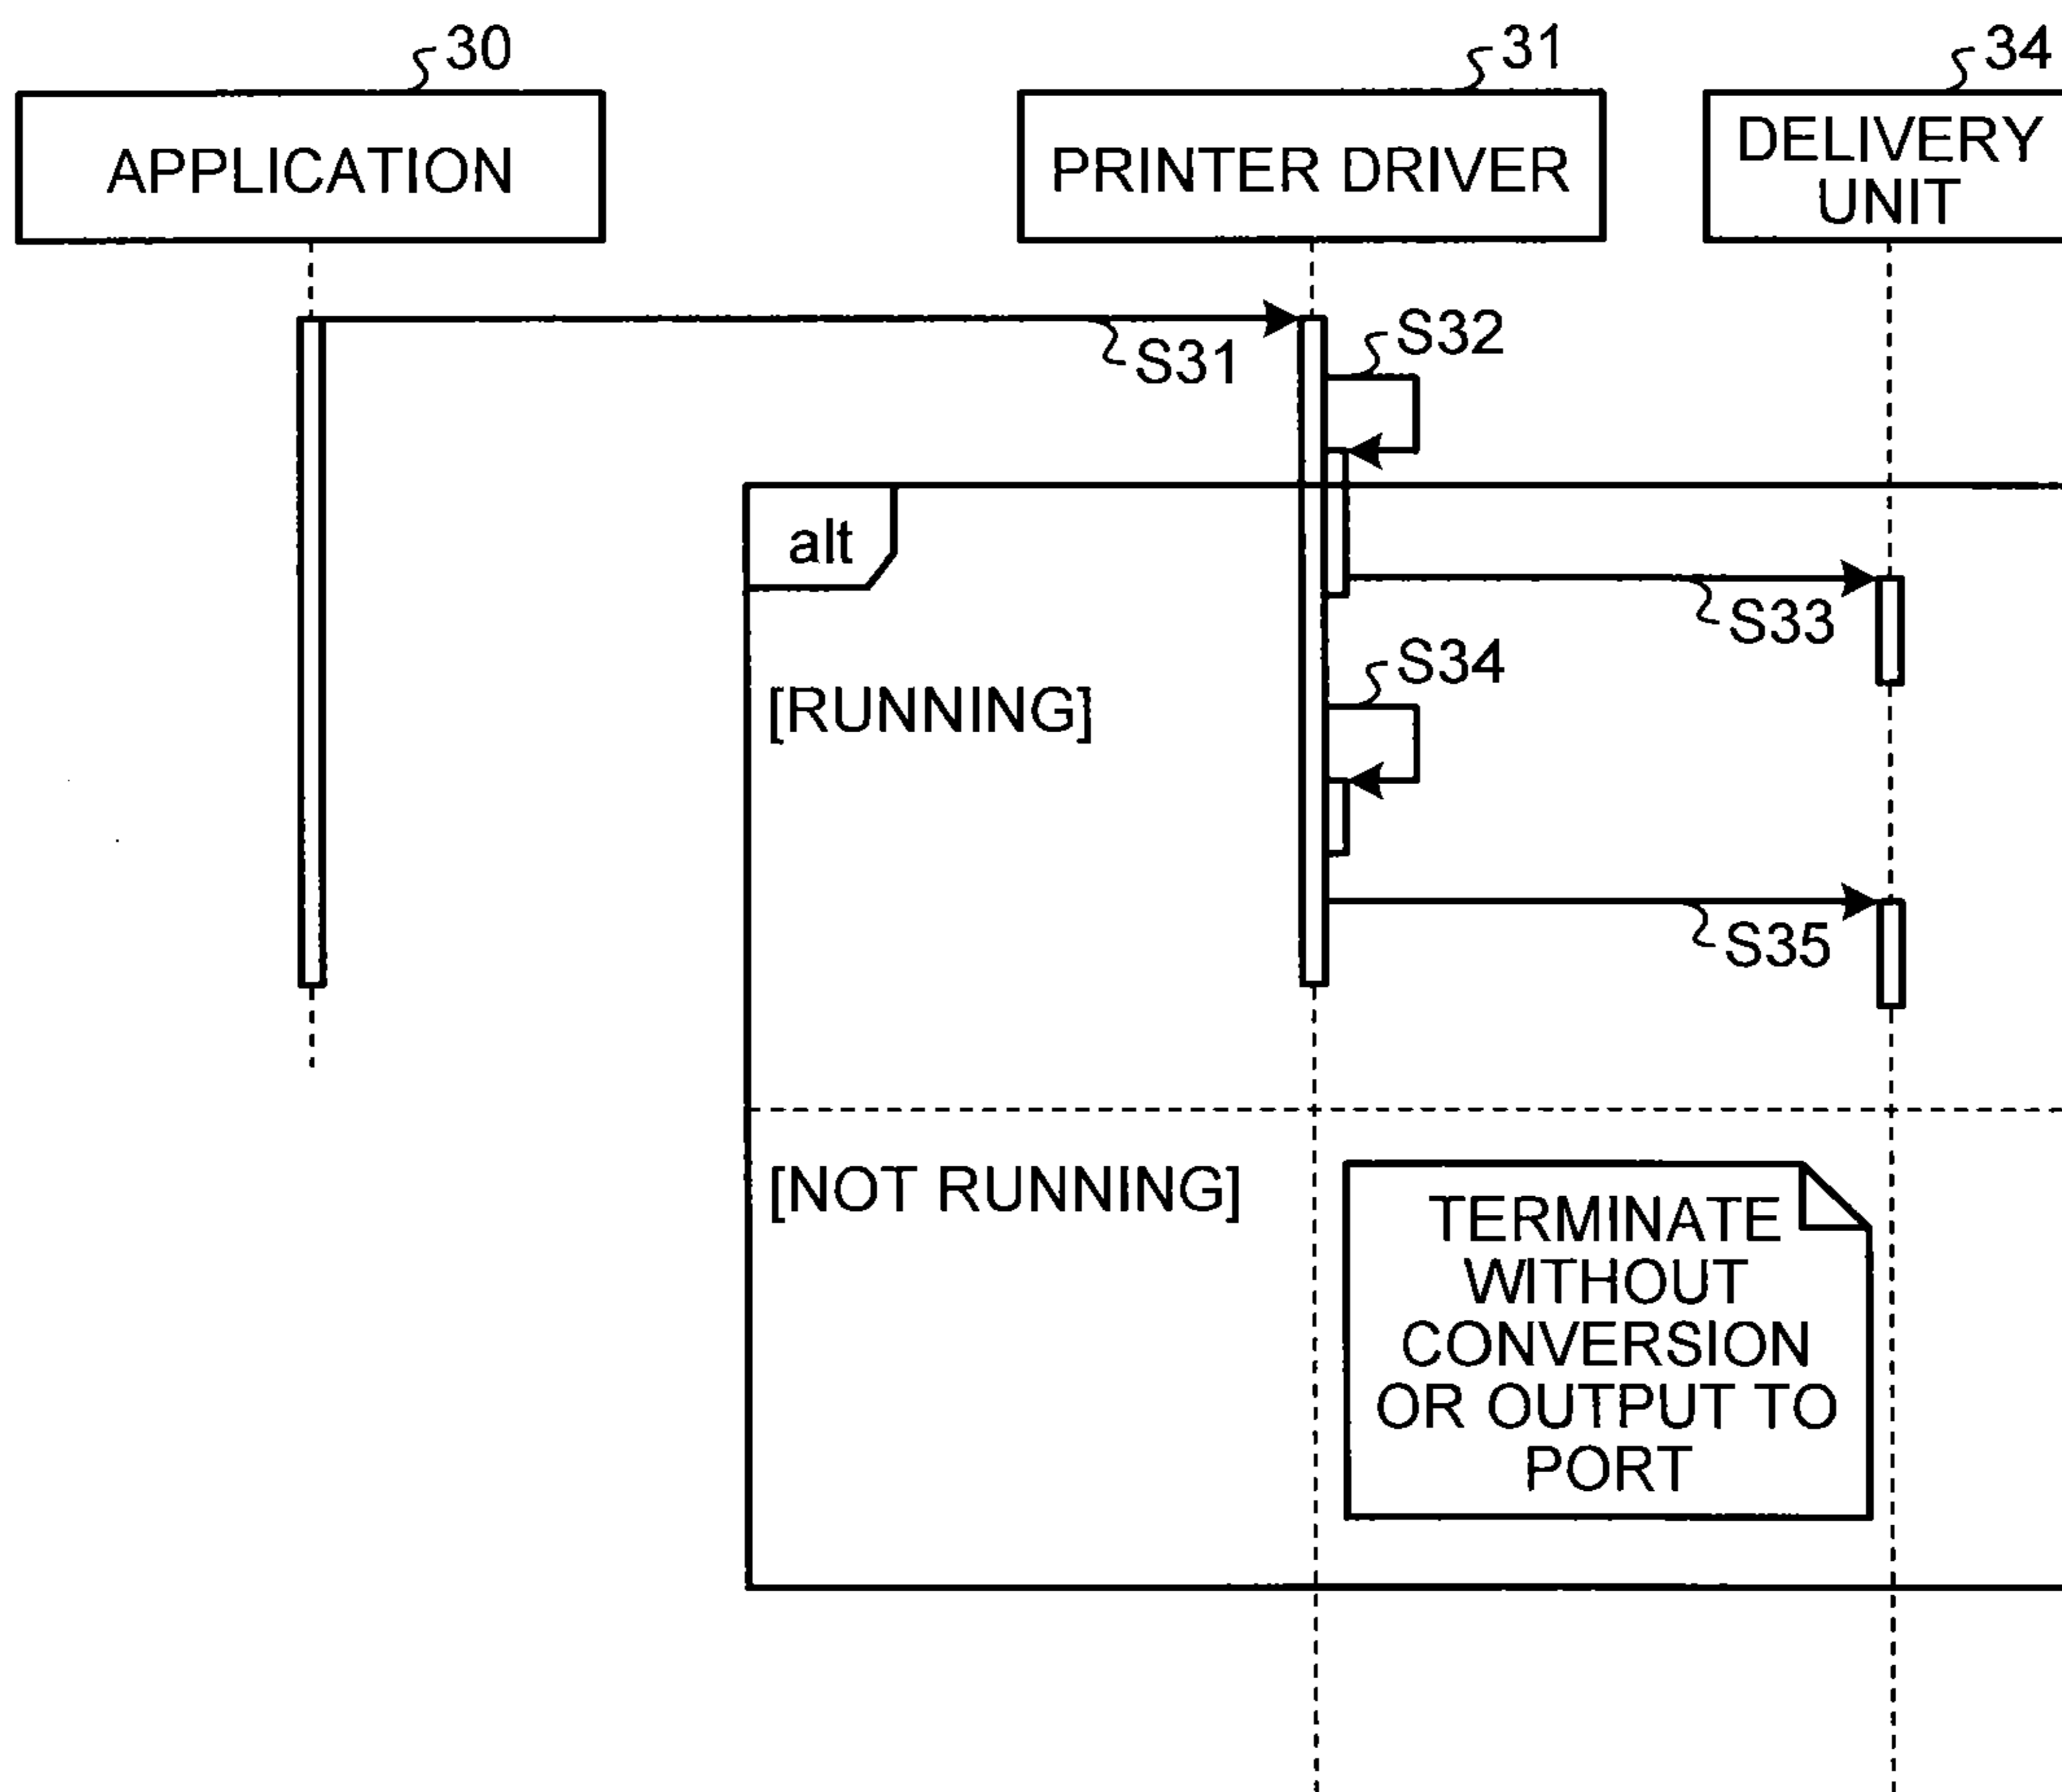 30
31
34
APPLICATION
PRINTER DRIVER
DELIVERY
UNIT
S31
S32
alt
S33
[RUNNING]
S34
S35
[NOT RUNNING]
TERMINATE
WITHOUT
CONVERSION
OR OUTPUT TO
PORT